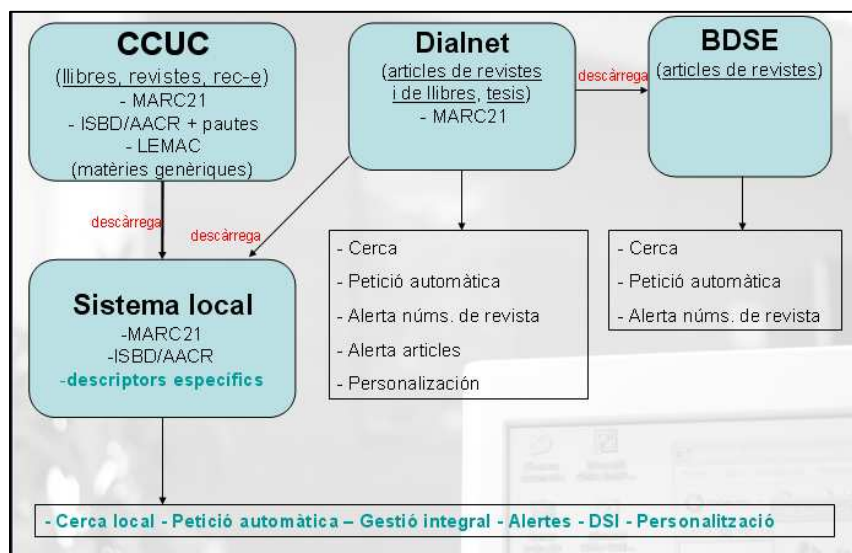 CCUC
(llibres, revistes, rec-e)
- MARC21
- ISBD/AACR + pautes
- LEMAC
(matèries genèriques)
Dialnet
(articles de revistes
i de llibres, tesis)
- MARC21
descàrrega
BDSE
(articles de revistes)
descàrrega
descàrrega
Sistema local
-MARC21
-ISBD/AACR
-descriptors específics
- Cerca
- Petició automàtica
- Alerta núms. de revista
- Alerta articles
- Personalización
- Cerca
- Petició automàtica
- Alerta núms. de revista
- Cerca local - Petició automàtica – Gestió integral - Alertes - DSI - Personalització